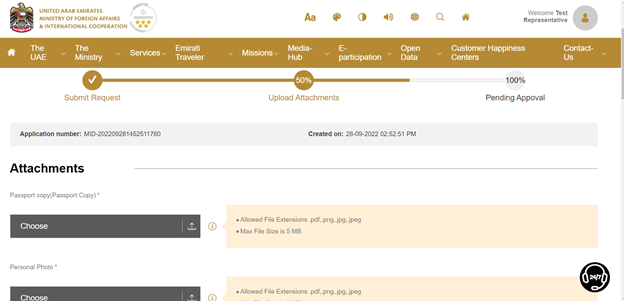 UNITED ARAB EMIRATES
MINISTRY OF FOREIGN AFFAIRS
& INTERNATIONAL COOPERATION
Aa
Welcome Test
Representative
The UAE
The Ministry
Services
Emirati Traveler
Missions
Media-Hub
E-participation
Open Data
Customer Happiness Centers
Contact-Us
50%
100%
Submit Request
Upload Attachments
Pending Appoval
Application number: MID-202209281452511760
Created on: 28-09-2022 02:52:51 PM
Attachments
Passport copy(Passport Copy) *
Choose
Allowed File Extensions .pdf,.png,.jpg,.jpeg
Max File Size is 5 MB
Personal Photo *
Choose
Allowed File Extensions .pdf,.png,.jpg,.jpeg
24/7